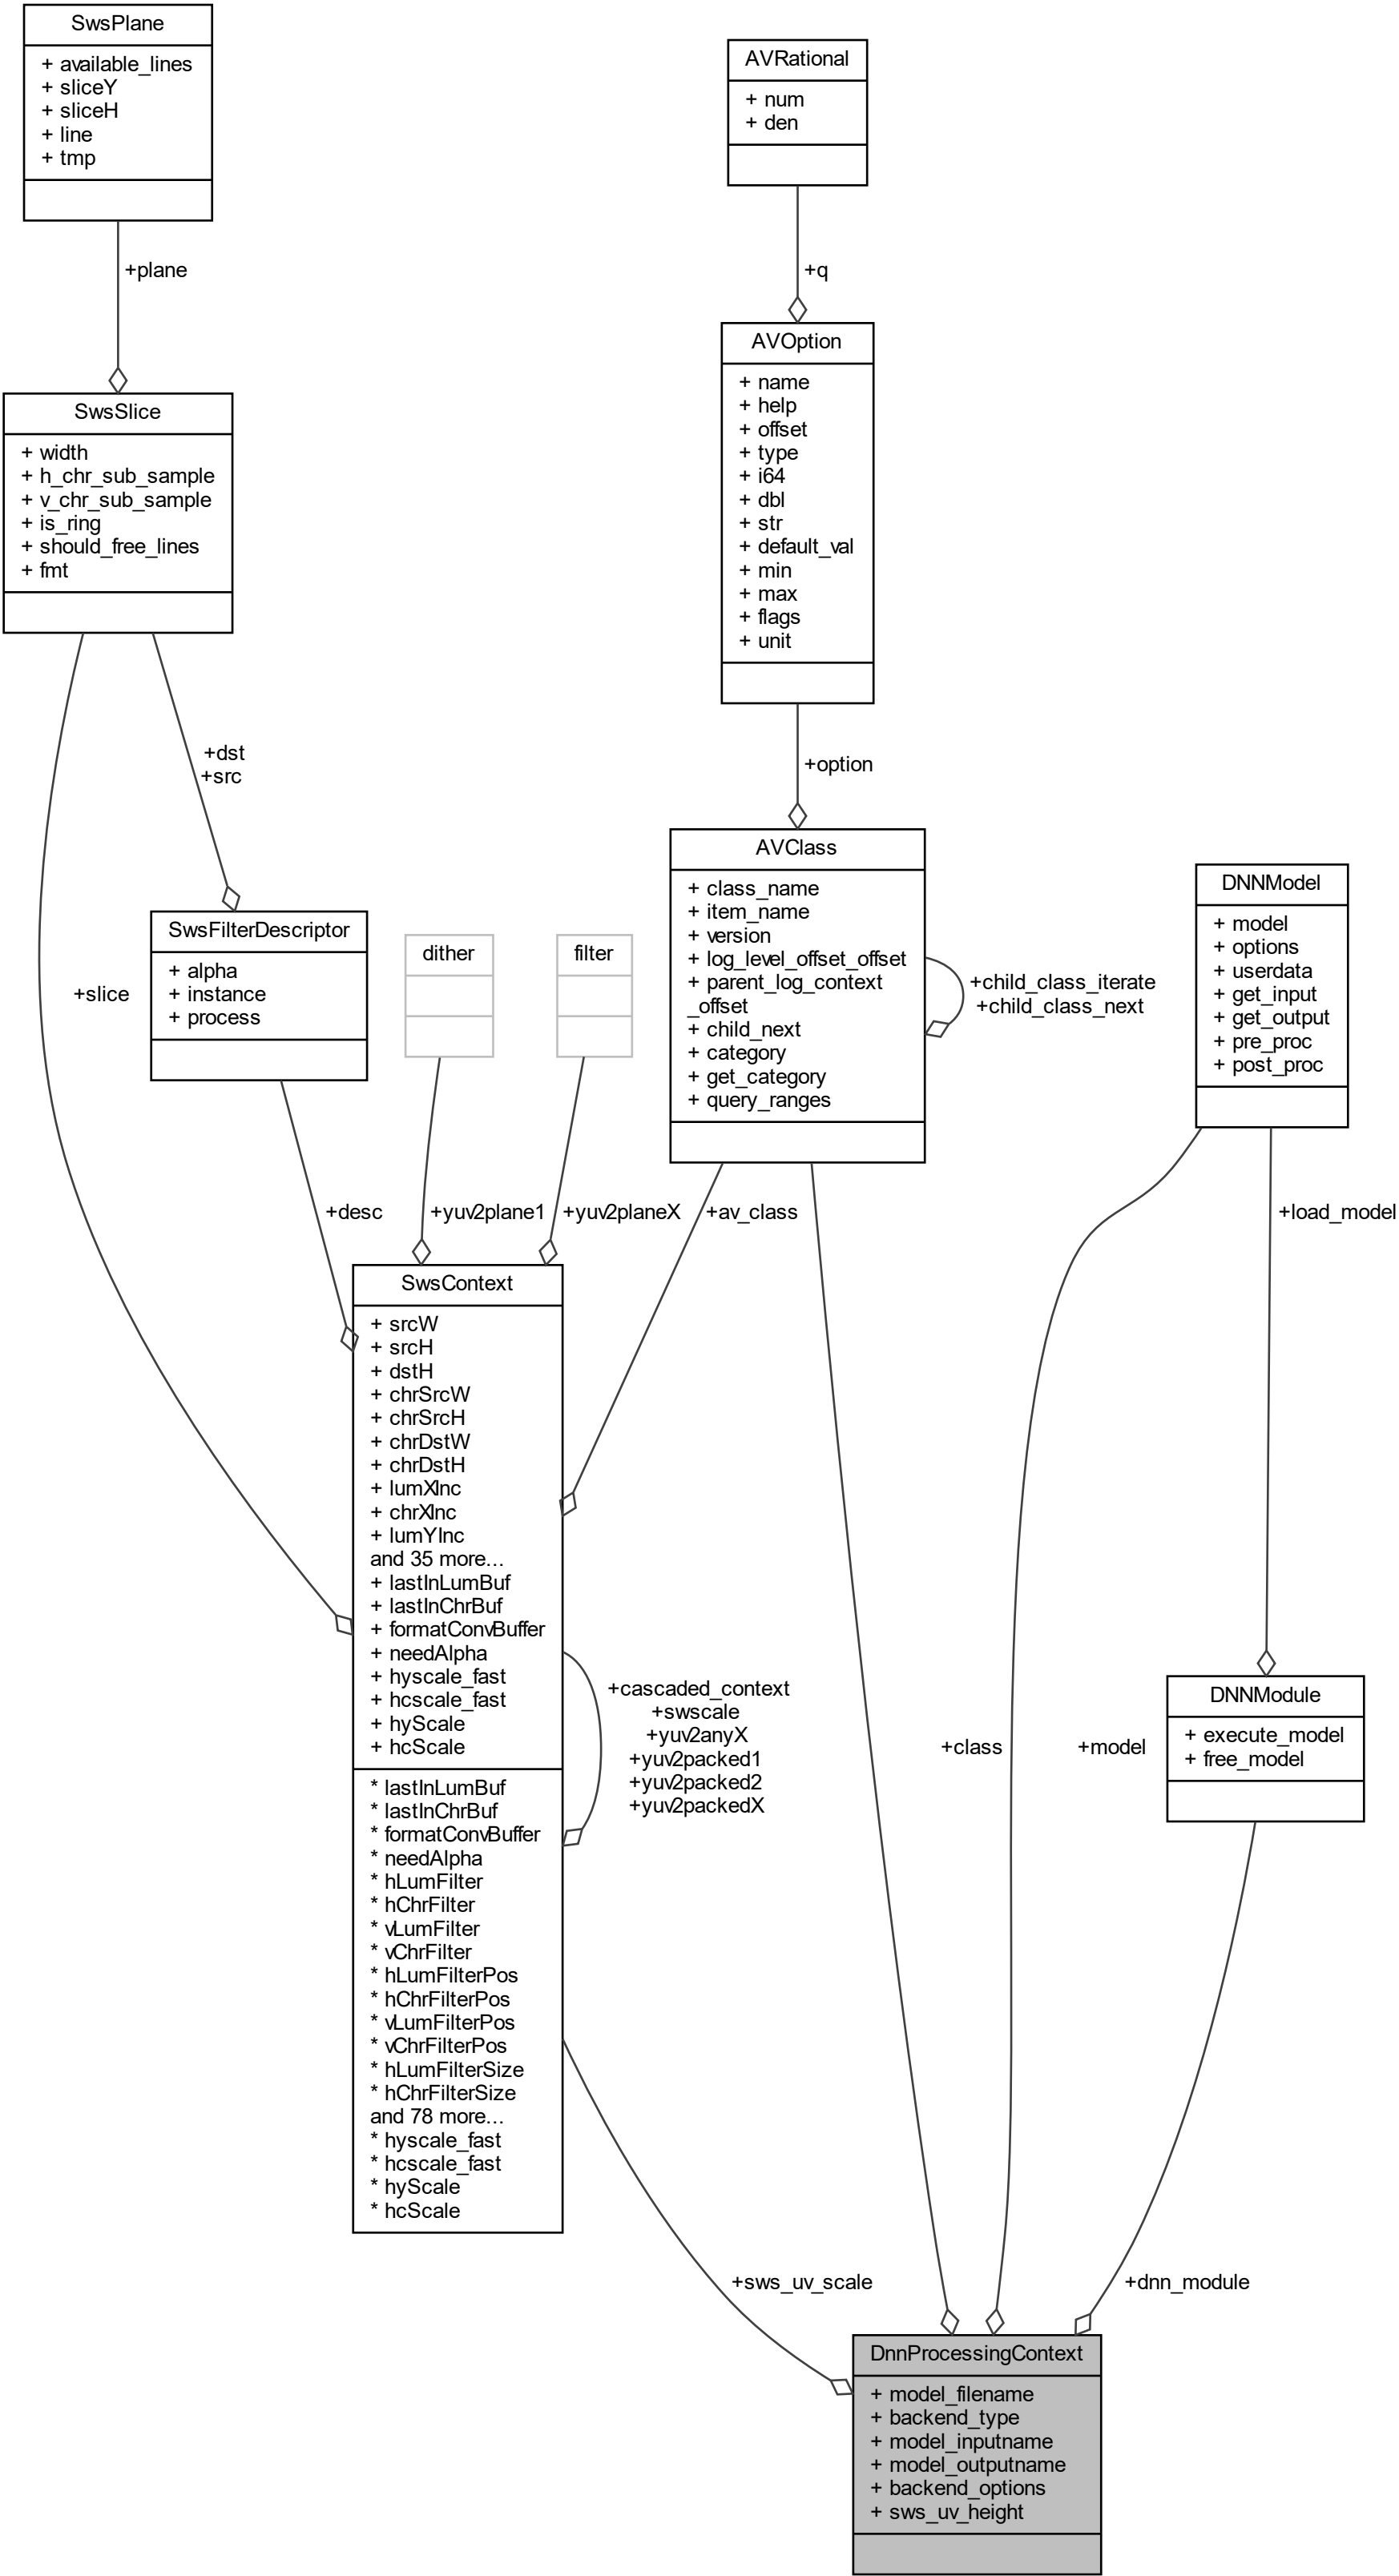 SwsPlane
+ available_lines
+ sliceY
+ sliceH
+ line
+ tmp
AVRational
+ num
+ den
+plane
+q
AVOption
+ name
+ help
+ offset
+ type
+ i64
+ dbl
+ str
+ default_val
+ min
+ max
+ flags
+ unit
SwsSlice
+ width
+ h_chr_sub_sample
+ v_chr_sub_sample
+ is_ring
+ should_free_lines
+ fmt
+dst
+src
+option
AVClass
+ class_name
+ item_name
+ version
+ log_level_offset_offset
+ parent_log_context
_offset
+ child_next
+ category
+ get_category
+ query_ranges
+child_class_iterate
+child_class_next
DNNModel
+ model
+ options
+ userdata
+ get_input
+ get_output
+ pre_proc
+ post_proc
SwsFilterDescriptor
+ alpha
+ instance
+ process
dither
filter
+slice
+desc
+yuv2plane1
+yuv2planeX
+av_class
+load_model
SwsContext
+ srcW
+ srcH
+ dstH
+ chrSrcW
+ chrSrcH
+ chrDstW
+ chrDstH
+ lumXInc
+ chrXInc
+ lumYInc
and 35 more...
+ lastInLumBuf
+ lastInChrBuf
+ formatConvBuffer
+ needAlpha
+ hyscale_fast
+ hcscale_fast
+ hyScale
+ hcScale
* lastInLumBuf
* lastInChrBuf
* formatConvBuffer
* needAlpha
* hLumFilter
* hChrFilter
* vLumFilter
* vChrFilter
* hLumFilterPos
* hChrFilterPos
* vLumFilterPos
* vChrFilterPos
* hLumFilterSize
* hChrFilterSize
and 78 more...
* hyscale_fast
* hcscale_fast
* hyScale
* hcScale
+cascaded_context
+swscale
+yuv2anyX
+yuv2packed1
+yuv2packed2
+yuv2packedX
+class
+model
DNNModule
+ execute_model
+ free_model
+sws_uv_scale
+dnn_module
DnnProcessingContext
+ model_filename
+ backend_type
+ model_inputname
+ model_outputname
+ backend_options
+ sws_uv_height